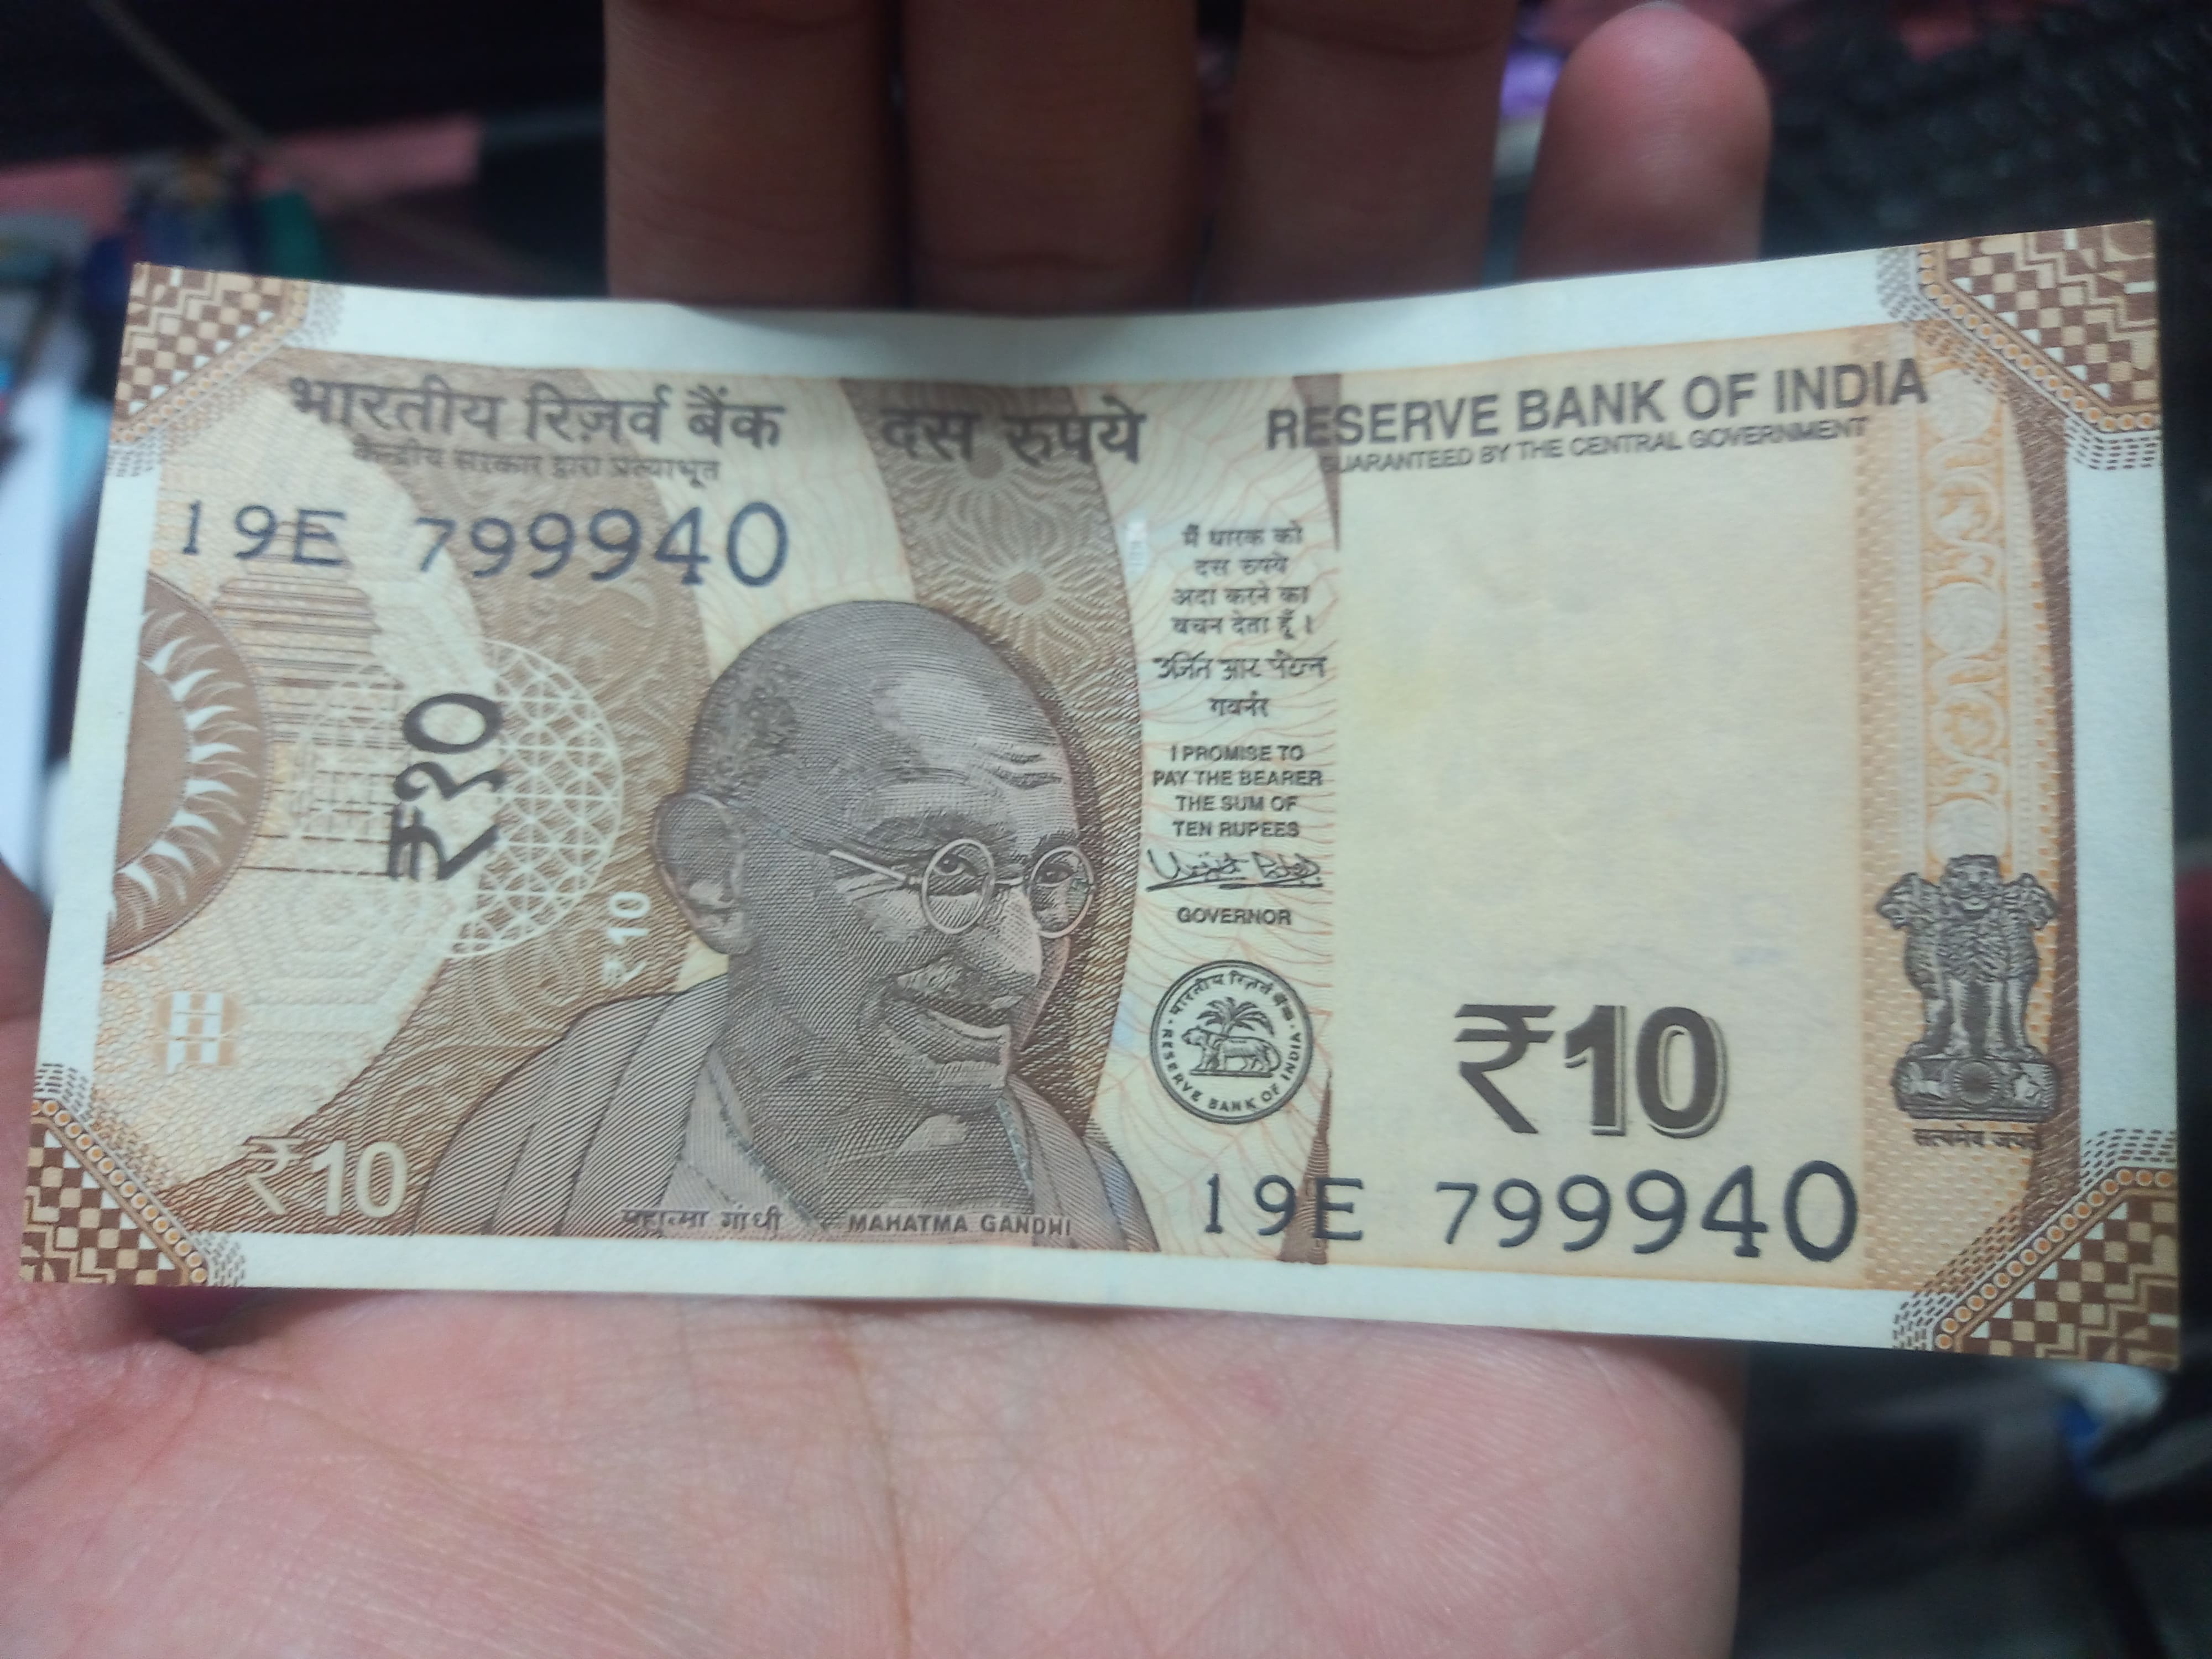 भारतीय रिज़र्व बैंक
केन्द्रीय सरकार द्वारा प्रत्याभूत
दस रुपये
RESERVE BANK OF INDIA
GUARANTEED BY THE CENTRAL GOVERNMENT
19E 799940
₹१०
₹10
₹10
महात्मा गांधी
MAHATMA GANDHI
मैं धारक को
दस रुपये
अदा करने का
वचन देता हूँ।
उर्जित आर पटेल
गवर्नर
I PROMISE TO
PAY THE BEARER
THE SUM OF
TEN RUPEES
Urjit Patel
GOVERNOR
भारतीय रिज़र्व बैंक
RESERVE BANK OF INDIA
₹10
सत्यमेव जयते
19E 799940